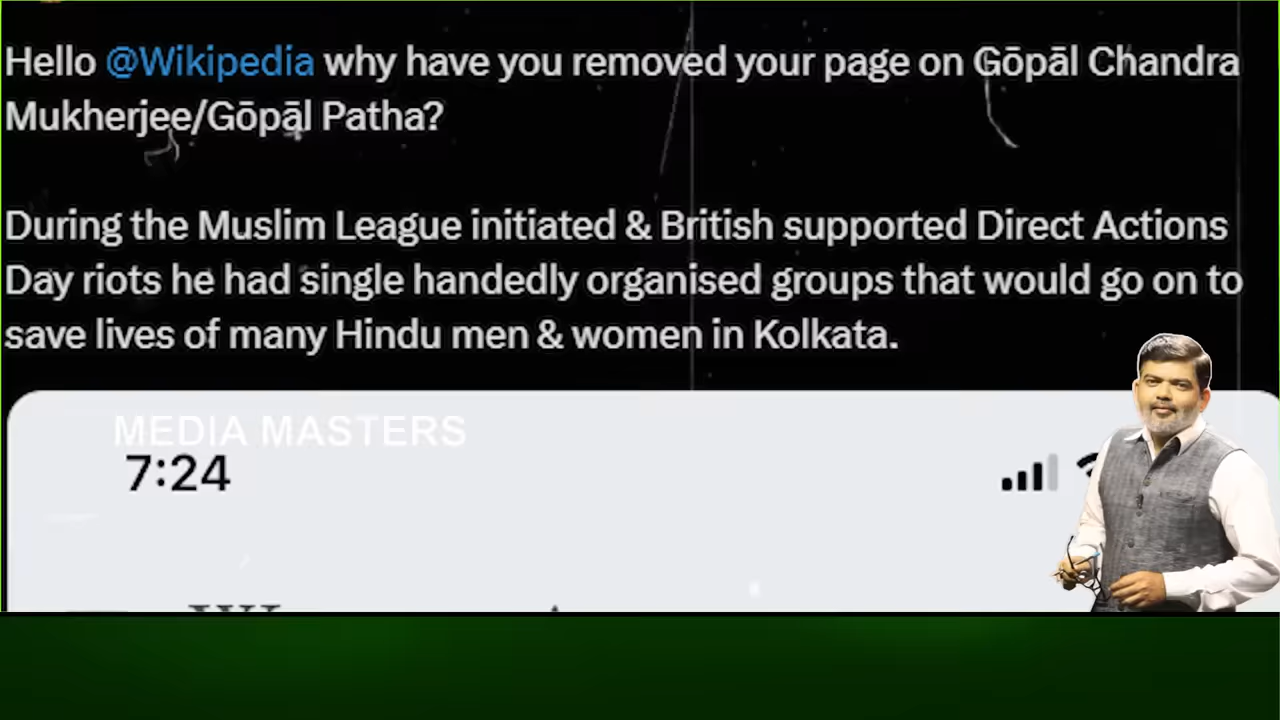 Hello @Wikipedia why have you removed your page on Gōpāl Chandra
Mukherjee/Gōpāl Patha?
During the Muslim League initiated & British supported Direct Actions
Day riots he had single handedly organised groups that would go on to
save lives of many Hindu men & women in Kolkata.
MEDIA MASTERS
7:24